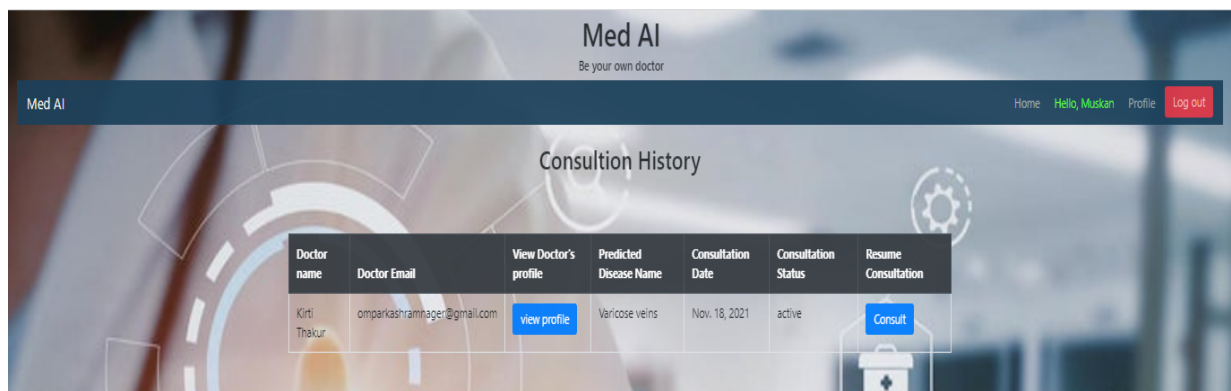 Med AI
Be your own doctor
Med AI Home Hello, Muskan Profile Log out
Consultion History
Doctor name Doctor Email View Doctor's profile Predicted Disease Name Consultation Date Consultation Status Resume Consultation
Kirti Thakur omparkashramnager@gmail.com view profile Varicose veins Nov. 18, 2021 active Consult